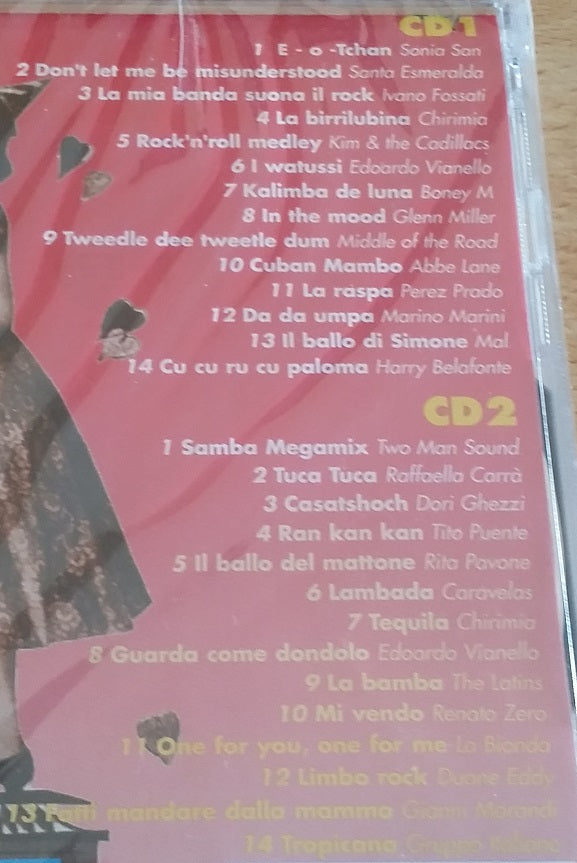 CD1
1 E - o -Tchan Sonia San
2 Don't let me be misunderstood Santa Esmeralda
3 La mia banda suona il rock Ivano Fossati
4 La birrilubina Chirimia
5 Rock'n'roll medley Kim & the Cadillacs
6 I watussi Edoardo Vianello
7 Kalimba de luna Boney M
8 In the mood Glenn Miller
9 Tweedle dee tweetle dum Middle of the Road
10 Cuban Mambo Abbe Lane
11 La raspa Perez Prado
12 Da da umpa Marino Marini
13 Il ballo di Simone Mal
14 Cu cu ru cu paloma Harry Belafonte
CD2
1 Samba Megamix Two Man Sound
2 Tuca Tuca Raffaella Carrà
3 Casatshoch Dori Ghezzi
4 Ran kan kan Tito Puente
5 Il ballo del mattone Rita Pavone
6 Lambada Caravelas
7 Tequila Chirimia
8 Guarda come dondolo Edoardo Vianello
9 La bamba The Latins
10 Mi vendo Renato Zero
11 One for you, one for me La Bionda
12 Limbo rock Duane Eddy
13 Fatti mandare dalla mamma Gianni Morandi
14 Tropicana Gruppo Italiano